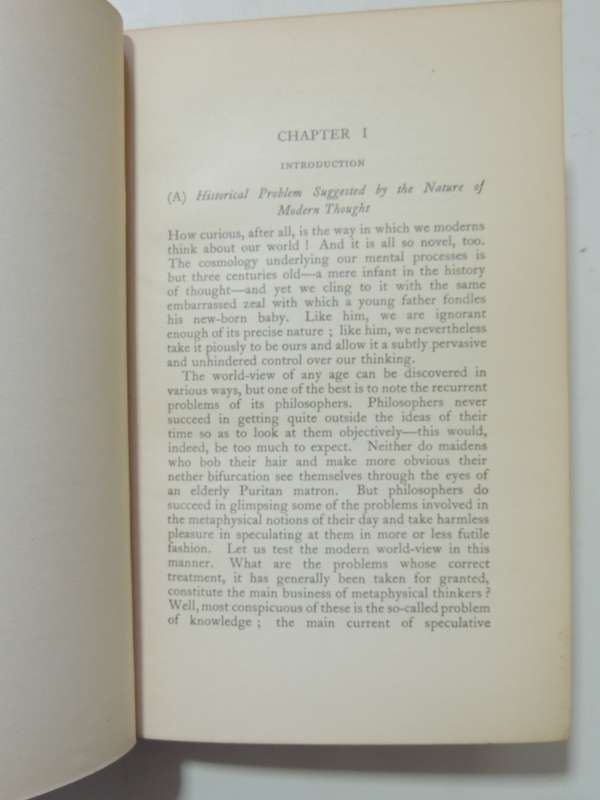 CHAPTER I
INTRODUCTION
(A) Historical Problem Suggested by the Nature of
Modern Thought
How curious, after all, is the way in which we moderns
think about our world ! And it is all so novel, too.
The cosmology underlying our mental processes is
but three centuries old—a mere infant in the history
of thought—and yet we cling to it with the same
embarrassed zeal with which a young father fondles
his new-born baby. Like him, we are ignorant
enough of its precise nature ; like him, we nevertheless
take it piously to be ours and allow it a subtly pervasive
and unhindered control over our thinking.
The world-view of any age can be discovered in
various ways, but one of the best is to note the recurrent
problems of its philosophers. Philosophers never
succeed in getting quite outside the ideas of their
time so as to look at them objectively—this would,
indeed, be too much to expect. Neither do maidens
who bob their hair and make more obvious their
nether bifurcation see themselves through the eyes of
an elderly Puritan matron. But philosophers do
succeed in glimpsing some of the problems involved in
the metaphysical notions of their day and take harmless
pleasure in speculating at them in more or less futile
fashion. Let us test the modern world-view in this
manner. What are the problems whose correct
treatment, it has generally been taken for granted,
constitute the main business of metaphysical thinkers ?
Well, most conspicuous of these is the so-called problem
of knowledge ; the main current of speculative